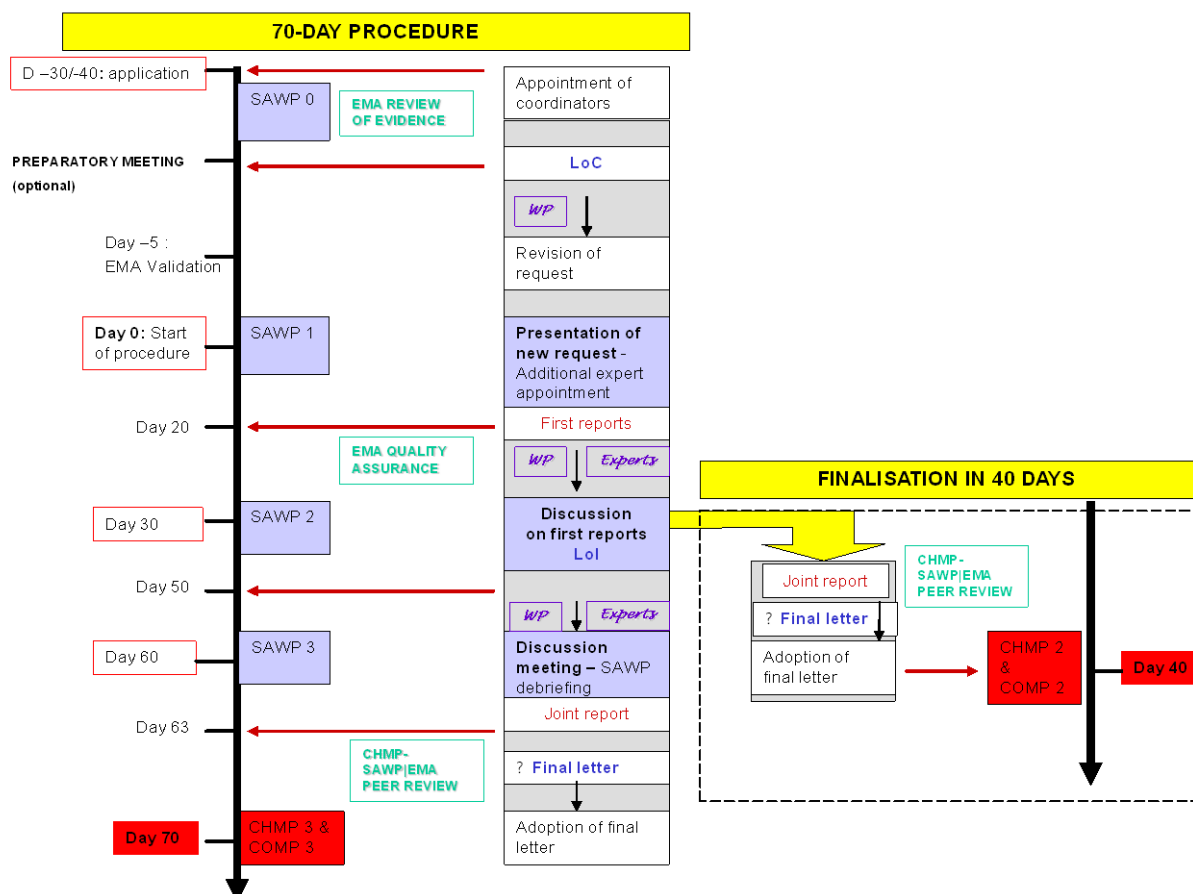 70-DAY PROCEDURE
D –30/-40: application
SAWP 0
EMA REVIEW
OF EVIDENCE
Appointment of
coordinators
PREPARATORY MEETING
(optional)
LoC
WP
Day –5 :
EMA Validation
Revision of
request
Day 0: Start
of procedure
SAWP 1
Presentation of
new request -
Additional expert
appointment
Day 20
First reports
EMA QUALITY
ASSURANCE
WP
Experts
Day 30
SAWP 2
Discussion
on first reports
LoI
Day 50
WP
Experts
Day 60
SAWP 3
Discussion
meeting – SAWP
debriefing
Day 63
Joint report
CHMP-
SAWP|EMA
PEER REVIEW
? Final letter
Day 70
CHMP 3 &
COMP 3
Adoption of final
letter
FINALISATION IN 40 DAYS
Joint report
CHMP-
SAWP|EMA
PEER REVIEW
? Final letter
Adoption of
final letter
CHMP 2
&
COMP 2
Day 40